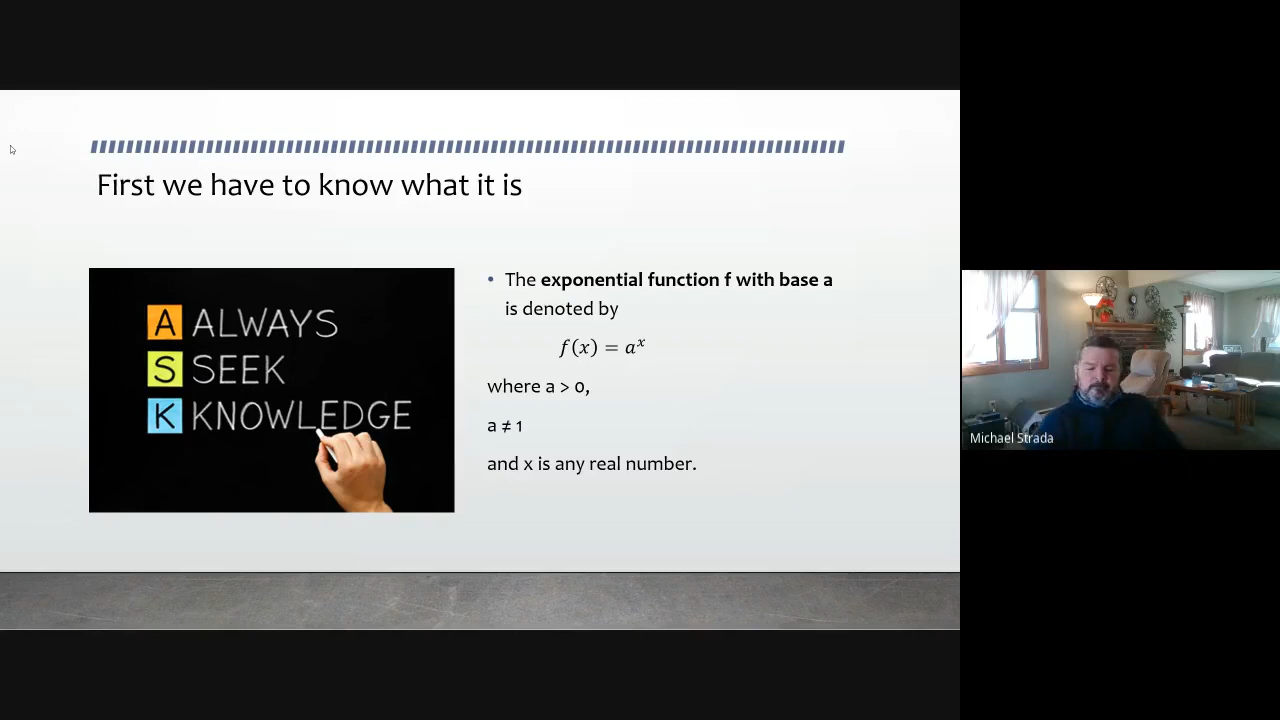 First we have to know what it is
A ALWAYS
S SEEK
K KNOWLEDGE
• The exponential function f with base a
is denoted by
f(x) = aˣ
where a > 0,
a ≠ 1
and x is any real number.
Michael Strada